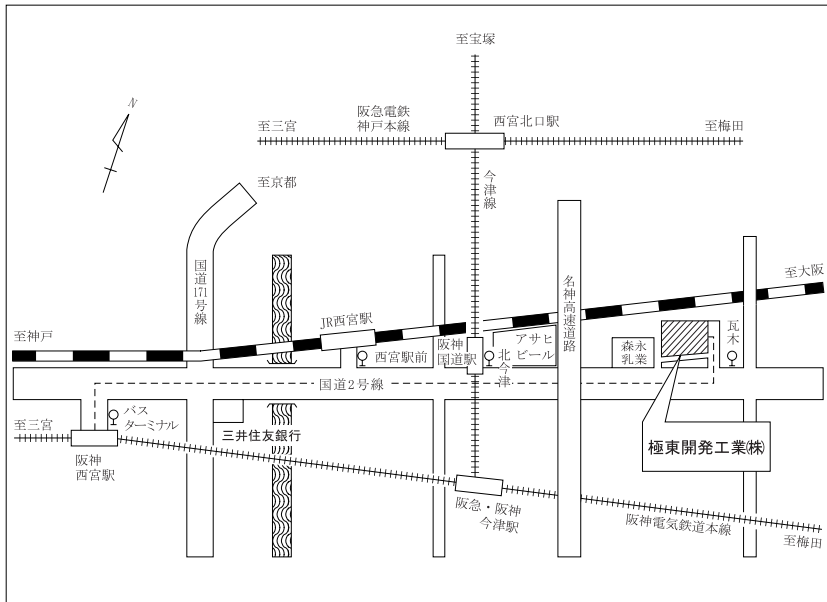 至宝塚
N
阪急電鉄
神戸本線
至三宮
西宮北口駅
至梅田
今津線
至京都
国道171号線
名神高速道路
至大阪
至神戸
JR西宮駅
西宮駅前
阪神
国道駅
北今津
アサヒ
ビール
森永
乳業
瓦木
国道2号線
バス
ターミナル
至三宮
三井住友銀行
極東開発工業㈱
阪神
西宮駅
阪急・阪神
今津駅
阪神電気鉄道本線
至梅田